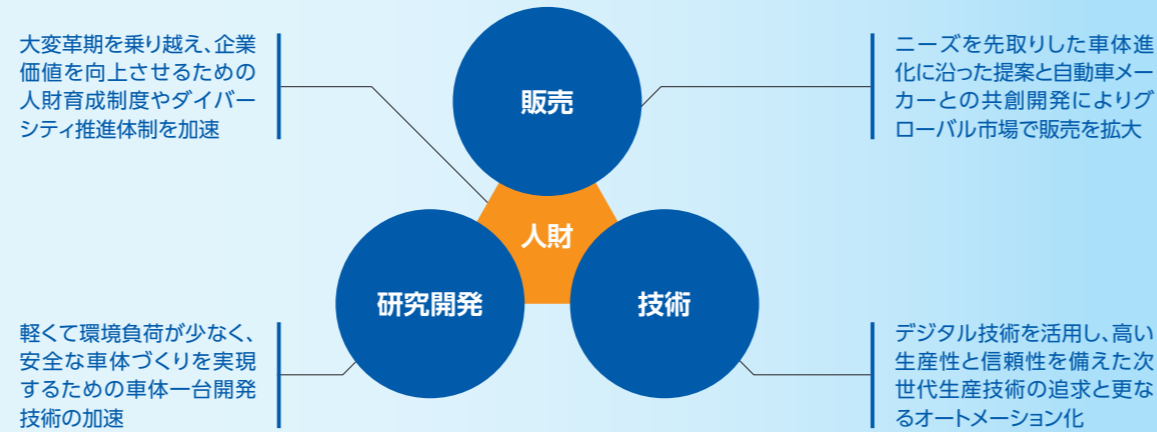 大変革期を乗り越え、企業
価値を向上させるための
人財育成制度やダイバー
シティ推進体制を加速
販売
ニーズを先取りした車体進
化に沿った提案と自動車メー
カーとの共創開発によりグ
ローバル市場で販売を拡大
人財
研究開発
技術
軽くて環境負荷が少なく、
安全な車体づくりを実現
するための車体一台開発
技術の加速
デジタル技術を活用し、高い
生産性と信頼性を備えた次
世代生産技術の追求と更な
るオートメーション化